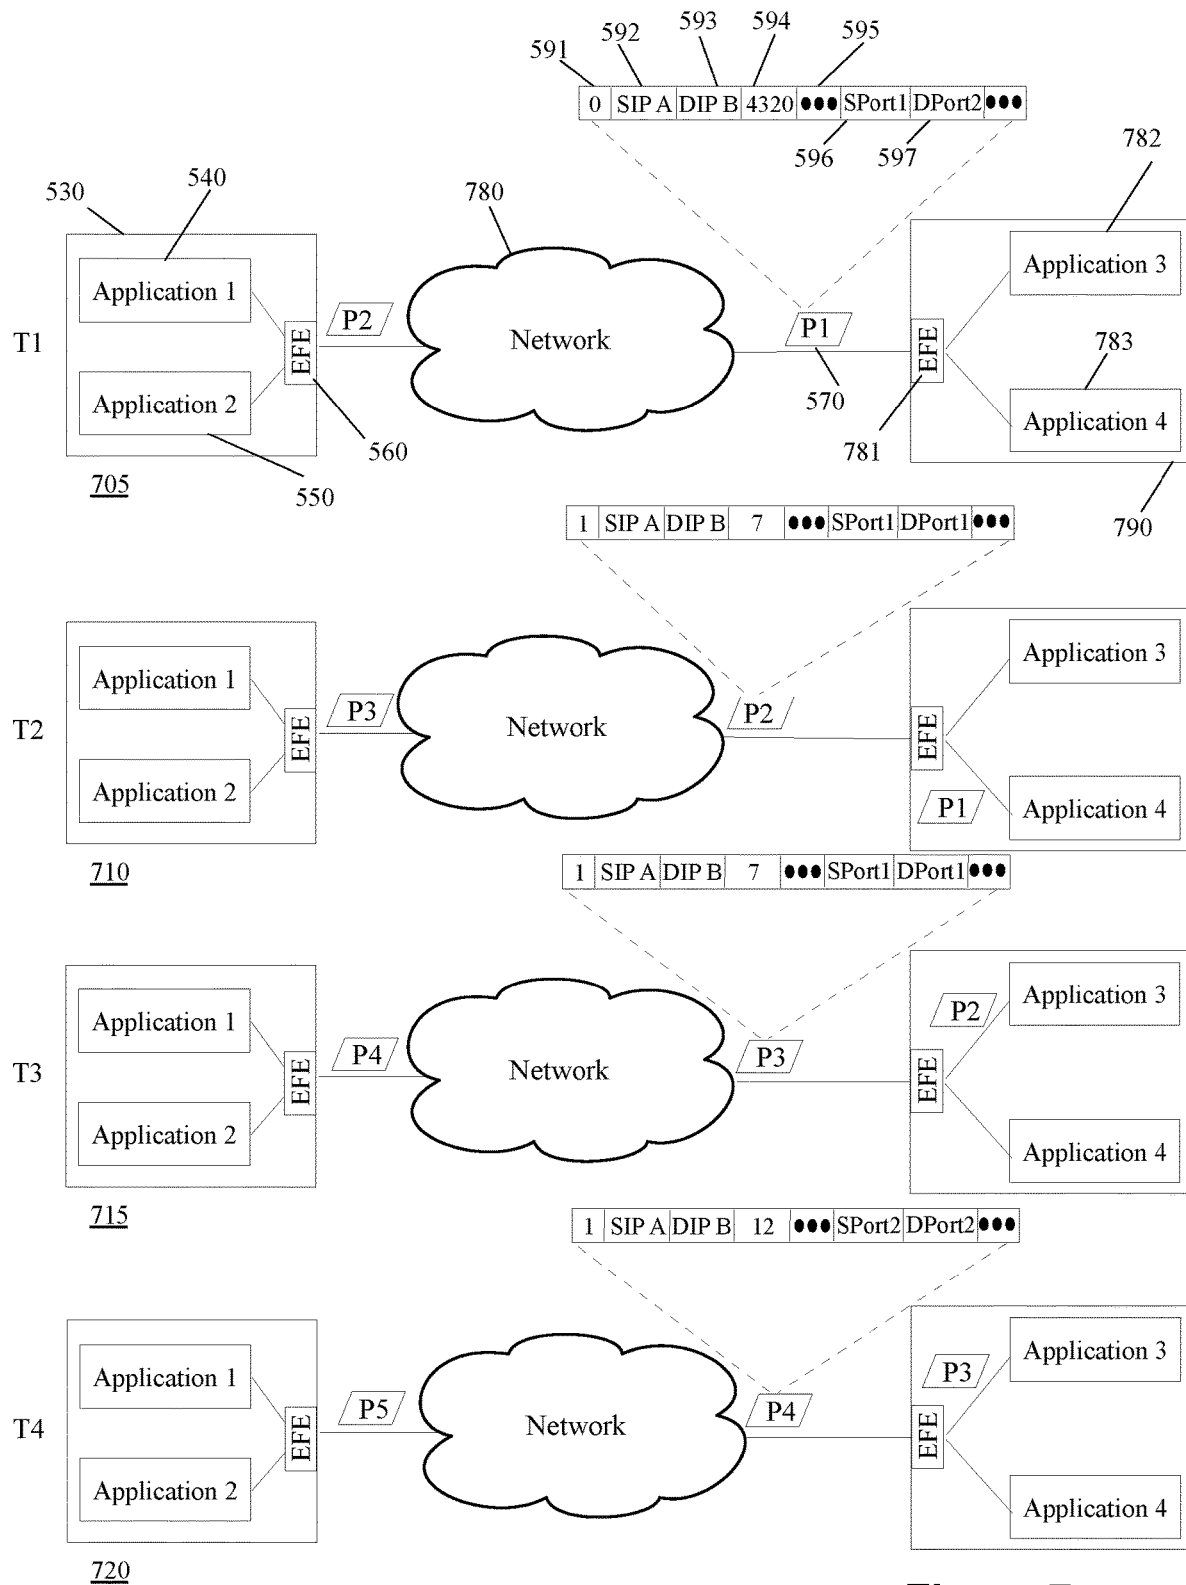 591
592
593
594
595
0 SIP A DIP B 4320 ●●● SPort1 DPort2 ●●●
596
597
782
530
540
780
Application 1
P2
EFE
Application 2
T1
Network
P1
570
EFE
Application 3
783
Application 4
781
560
550
705
790
1 SIP A DIP B 7 ●●● SPort1 DPort1 ●●●
T2
Application 1
Application 2
EFE
P3
Network
P2
EFE
Application 3
P1
Application 4
710
1 SIP A DIP B 7 ●●● SPort1 DPort1 ●●●
T3
Application 1
Application 2
EFE
P4
Network
P3
EFE
P2
Application 3
Application 4
715
1 SIP A DIP B 12 ●●● SPort2 DPort2 ●●●
T4
Application 1
Application 2
EFE
P5
Network
P4
EFE
P3
Application 3
Application 4
720